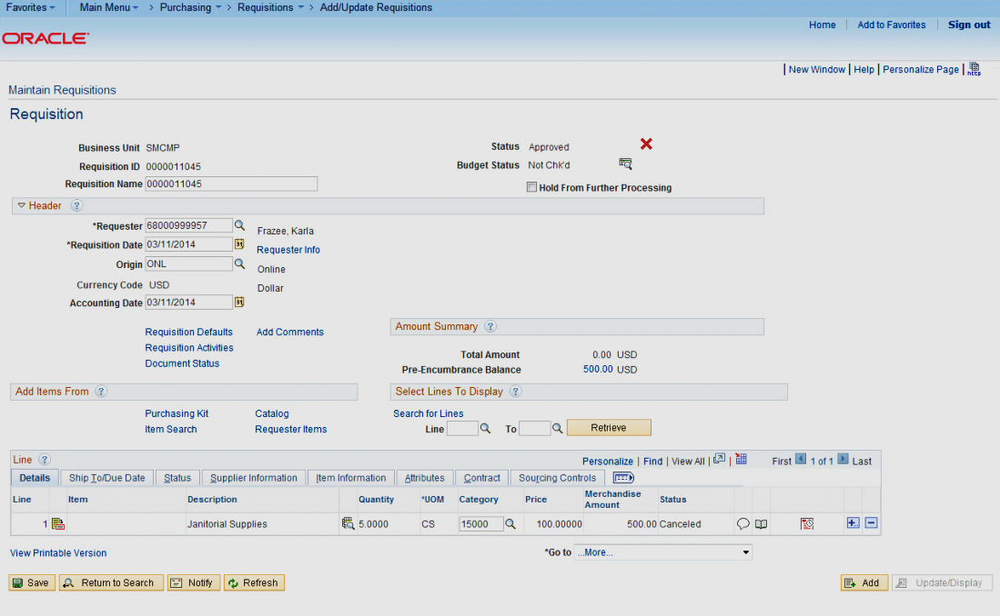 Favorites Main Menu > Purchasing > Requisitions > Add/Update Requisitions
Home Add to Favorites Sign out
ORACLE
New Window | Help | Personalize Page | http
Maintain Requisitions
Requisition
Business Unit SMCMP Status Approved
Requisition ID 0000011045 Budget Status Not Chk'd
Requisition Name 0000011045 Hold From Further Processing
Header ?
*Requester 68000999957 Frazee, Karla
*Requisition Date 03/11/2014 31 Requester Info
Origin ONL Online
Currency Code USD Dollar
Accounting Date 03/11/2014 31
Requisition Defaults Add Comments
Requisition Activities
Document Status
Amount Summary ?
Total Amount 0.00 USD
Pre-Encumbrance Balance 500.00 USD
Add Items From ?
Purchasing Kit Catalog
Item Search Requester Items
Select Lines To Display ?
Search for Lines
Line To Retrieve
Line ? Personalize | Find | View All | | First 1 of 1 Last
Details Ship To/Due Date Status Supplier Information Item Information Attributes Contract Sourcing Controls
Line Item Description Quantity *UOM Category Price Merchandise Amount Status
1 Janitorial Supplies 5.0000 CS 15000 100.00000 500.00 Canceled
View Printable Version *Go to ...More...
Save Return to Search Notify Refresh Add Update/Display